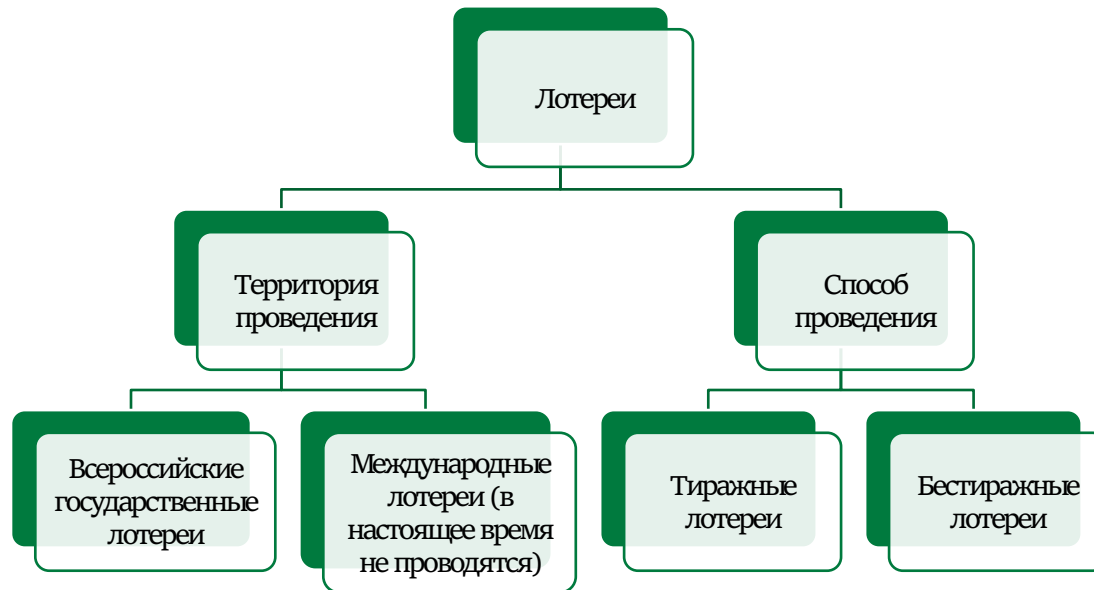 Лотереи
Территория
проведения
Способ
проведения
Всероссийские
государственные
лотереи
Международные
лотереи (в
настоящее время
не проводятся)
Тиражные
лотереи
Бестиражные
лотереи